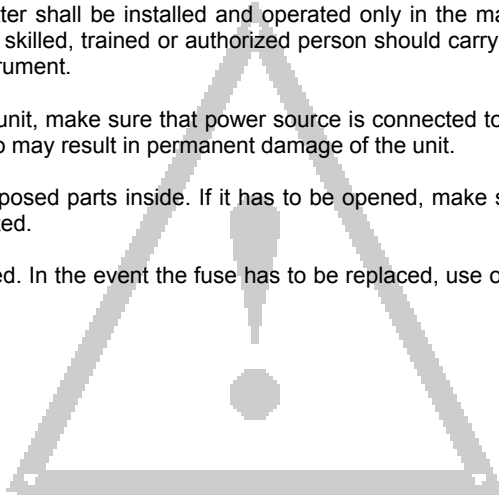 ter shall be installed and operated only in the ma
skilled, trained or authorized person should carry
rument.
unit, make sure that power source is connected to
o may result in permanent damage of the unit.
posed parts inside. If it has to be opened, make s
ted.
ed. In the event the fuse has to be replaced, use o